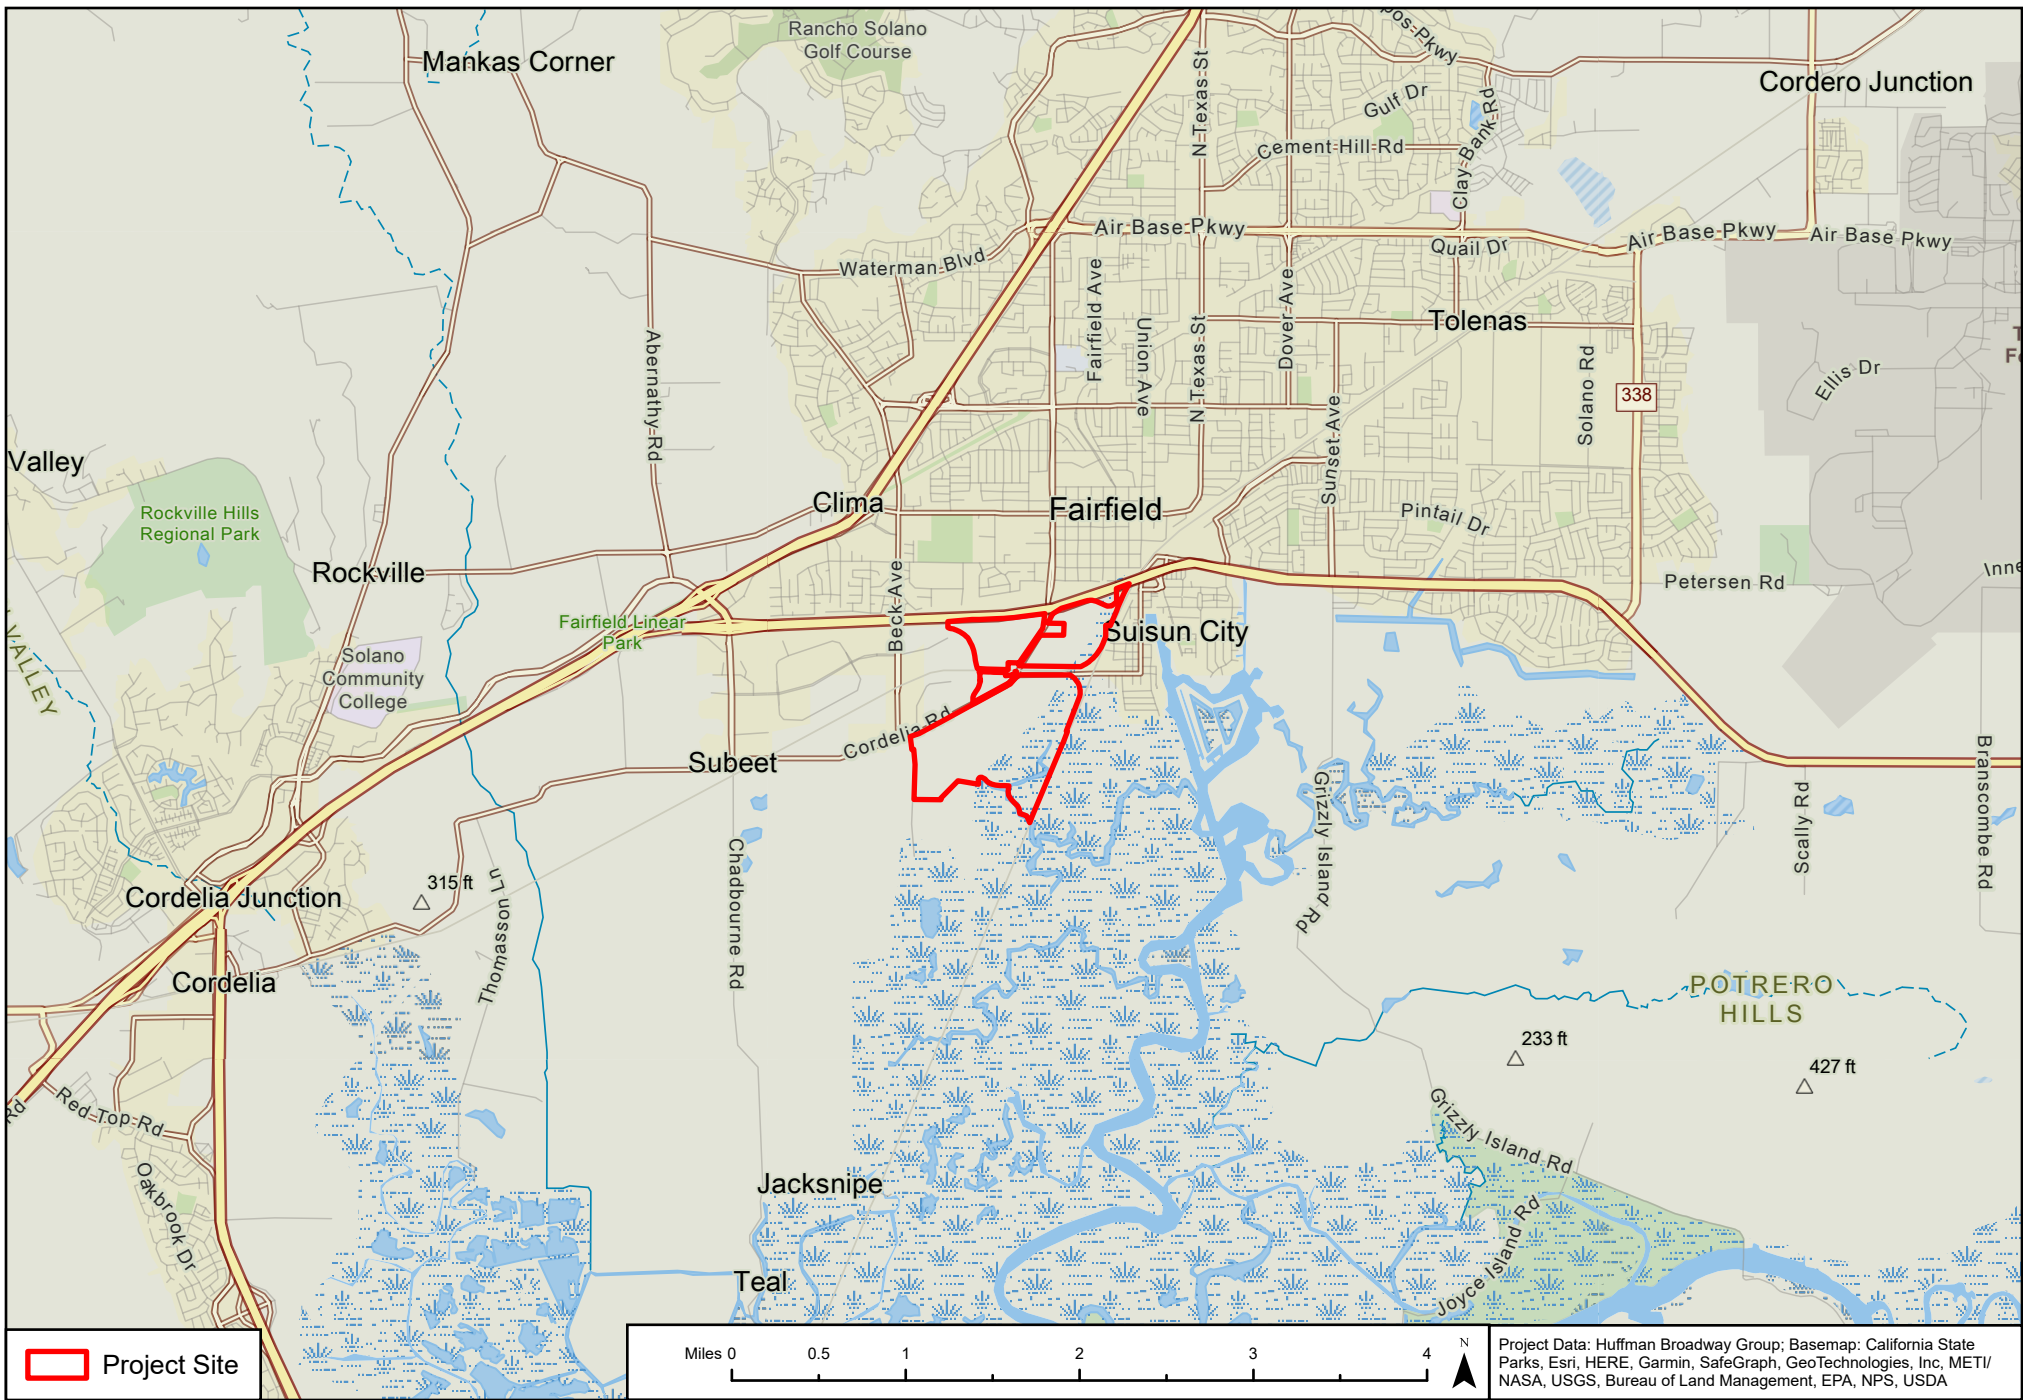 Rancho Solano
Golf Course
Mankas Corner
pos-Pkwy
Cordero Junction
N Texas St
Gulf Dr
Clay Bank Rd
Cement Hill Rd
Air Base Pkwy
Quail Dr
Air Base Pkwy
Air Base Pkwy
Waterman Blvd
Fairfield Ave
Dover Ave
Abernathy Rd
Union Ave
N Texas St
Tolenas
Solano Rd
Ellis Dr
338
Sunset Ave
Valley
Clima
Fairfield
Pintail Dr
Rockville Hills
Regional Park
Rockville
Beck Ave
Petersen Rd
Inne
Fairfield Linear
Park
Suisun City
VALLEY
Solano
Community
College
Cordelia Rd
Subeet
Grizzly Island Rd
Scally Rd
Branscombe Rd
Chadbourne Rd
315 ft
Thomasson Ln
Cordelia Junction
Cordelia
POTRERO
HILLS
233 ft
427 ft
Rd
Red Top Rd
Grizzly Island Rd
Oakbrook Dr
Jacksnipe
Joyce Island Rd
Teal
Project Site
Miles 0 0.5 1 2 3 4
N
Project Data: Huffman Broadway Group; Basemap: California State
Parks, Esri, HERE, Garmin, SafeGraph, GeoTechnologies, Inc, METI/
NASA, USGS, Bureau of Land Management, EPA, NPS, USDA